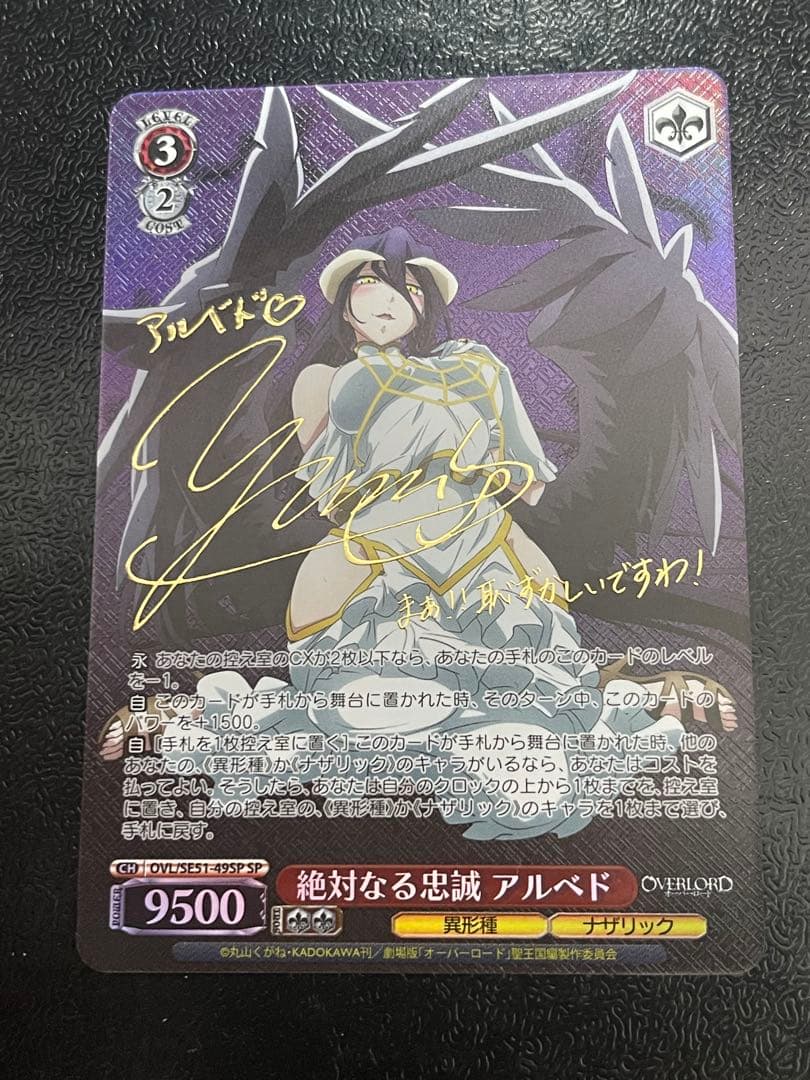 LEVEL
3
2
COST
アルベド♡
Yumi
まぁ!!恥ずかしいですわ!
永 あなたの控え室のCXが2枚以下なら、あなたの手札のこのカードのレベル
を－1。
自 このカードが手札から舞台に置かれた時、そのターン中、このカードの
パワーを＋1500。
自 [手札を1枚控え室に置く] このカードが手札から舞台に置かれた時、他の
あなたの、《異形種》か《ナザリック》のキャラがいるなら、あなたはコストを
払ってよい。そうしたら、あなたは自分のクロックの上から1枚までを、控え室
に置き、自分の控え室の、《異形種》か《ナザリック》のキャラを1枚まで選び、
手札に戻す。
CH OVL/SE51-49SP SP
POWER 9500
絶対なる忠誠 アルベド
OVERLORD
オーバーロード
異形種 ナザリック
©丸山くがね・KADOKAWA刊／劇場版「オーバーロード」聖王国編製作委員会